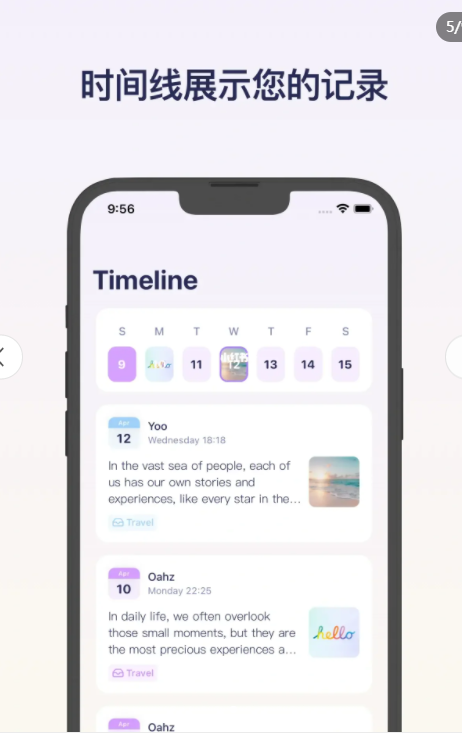 5/
时间线展示您的记录
9:56
Timeline
S M T W T F S
9 hello 11 12 13 14 15
Apr
12
Yoo
Wednesday 18:18
In the vast sea of people, each of
us has our own stories and
experiences, like every star in the...
Travel
Apr
10
Oahz
Monday 22:25
In daily life, we often overlook
those small moments, but they are
the most precious experiences a...
hello
Travel
Apr
Oahz